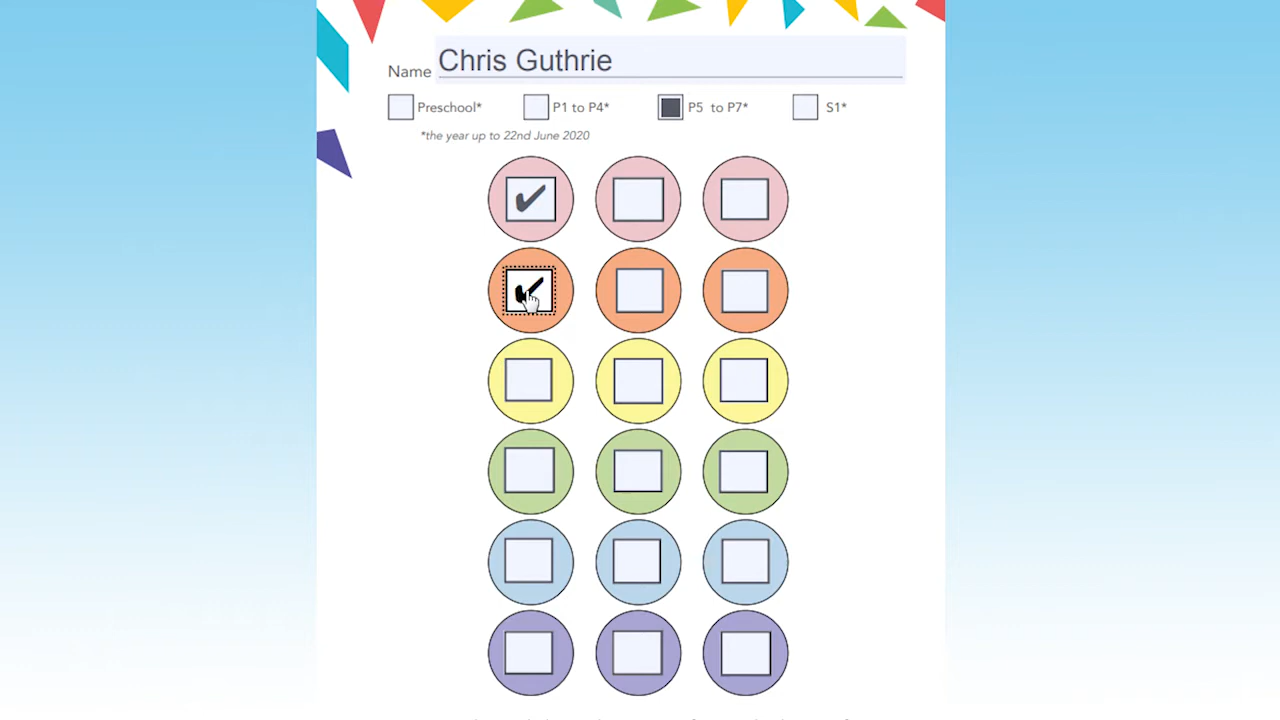 Name Chris Guthrie
Preschool* P1 to P4* P5 to P7* S1*
*the year up to 22nd June 2020